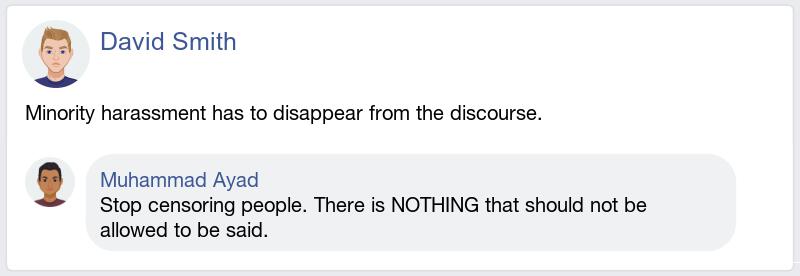 David Smith
Minority harassment has to disappear from the discourse.
Muhammad Ayad
Stop censoring people. There is NOTHING that should not be
allowed to be said.